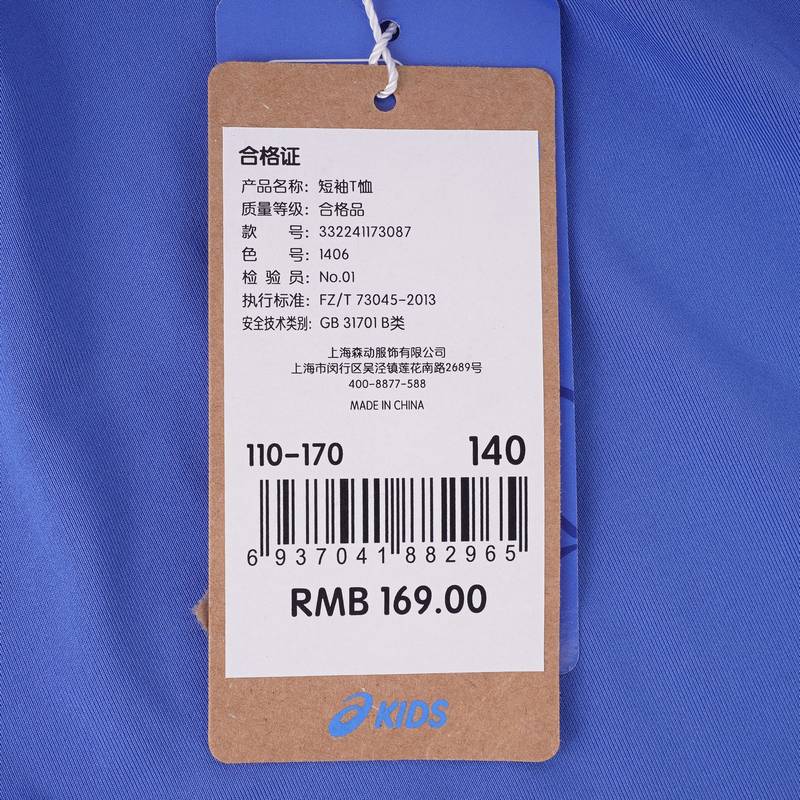 合格证
产品名称：短袖T恤
质量等级：合格品
款 号：332241173087
色 号：1406
检 验 员：No.01
执行标准：FZ/T 73045-2013
安全技术类别：GB 31701 B类
上海森动服饰有限公司
上海市闵行区吴泾镇莲花南路2689号
400-8877-588
MADE IN CHINA
110-170 140
6 937041 882965
RMB 169.00
KIDS